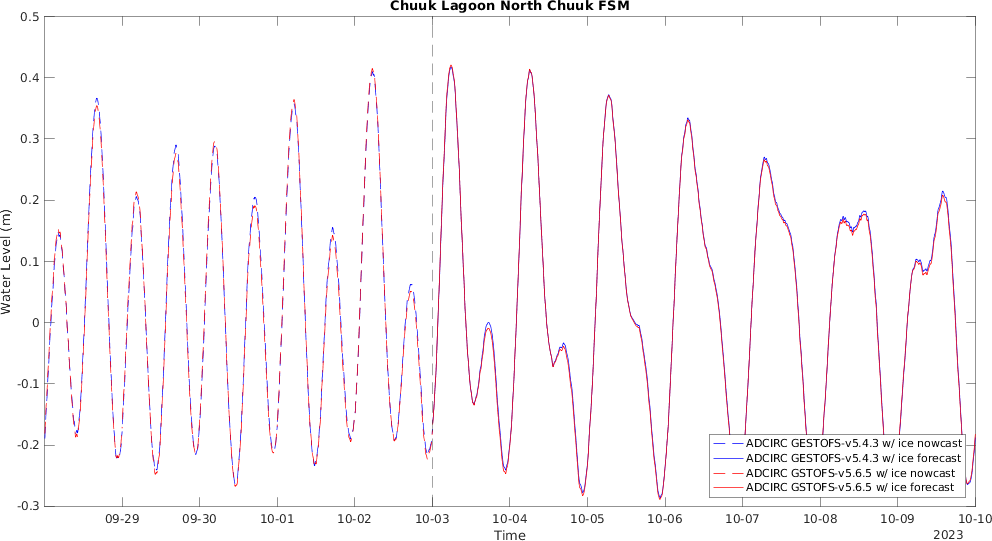 Chuuk Lagoon North Chuuk FSM
0.5
0.4
0.3
0.2
0.1
0
-0.1
-0.2
-0.3
Water Level (m)
ADCIRC GESTOFS-v5.4.3 w/ ice nowcast
ADCIRC GESTOFS-v5.4.3 w/ ice forecast
ADCIRC GSTOFS-v5.6.5 w/ ice nowcast
ADCIRC GSTOFS-v5.6.5 w/ ice forecast
09-29 09-30 10-01 10-02 10-03 10-04 10-05 10-06 10-07 10-08 10-09 10-10
Time
2023